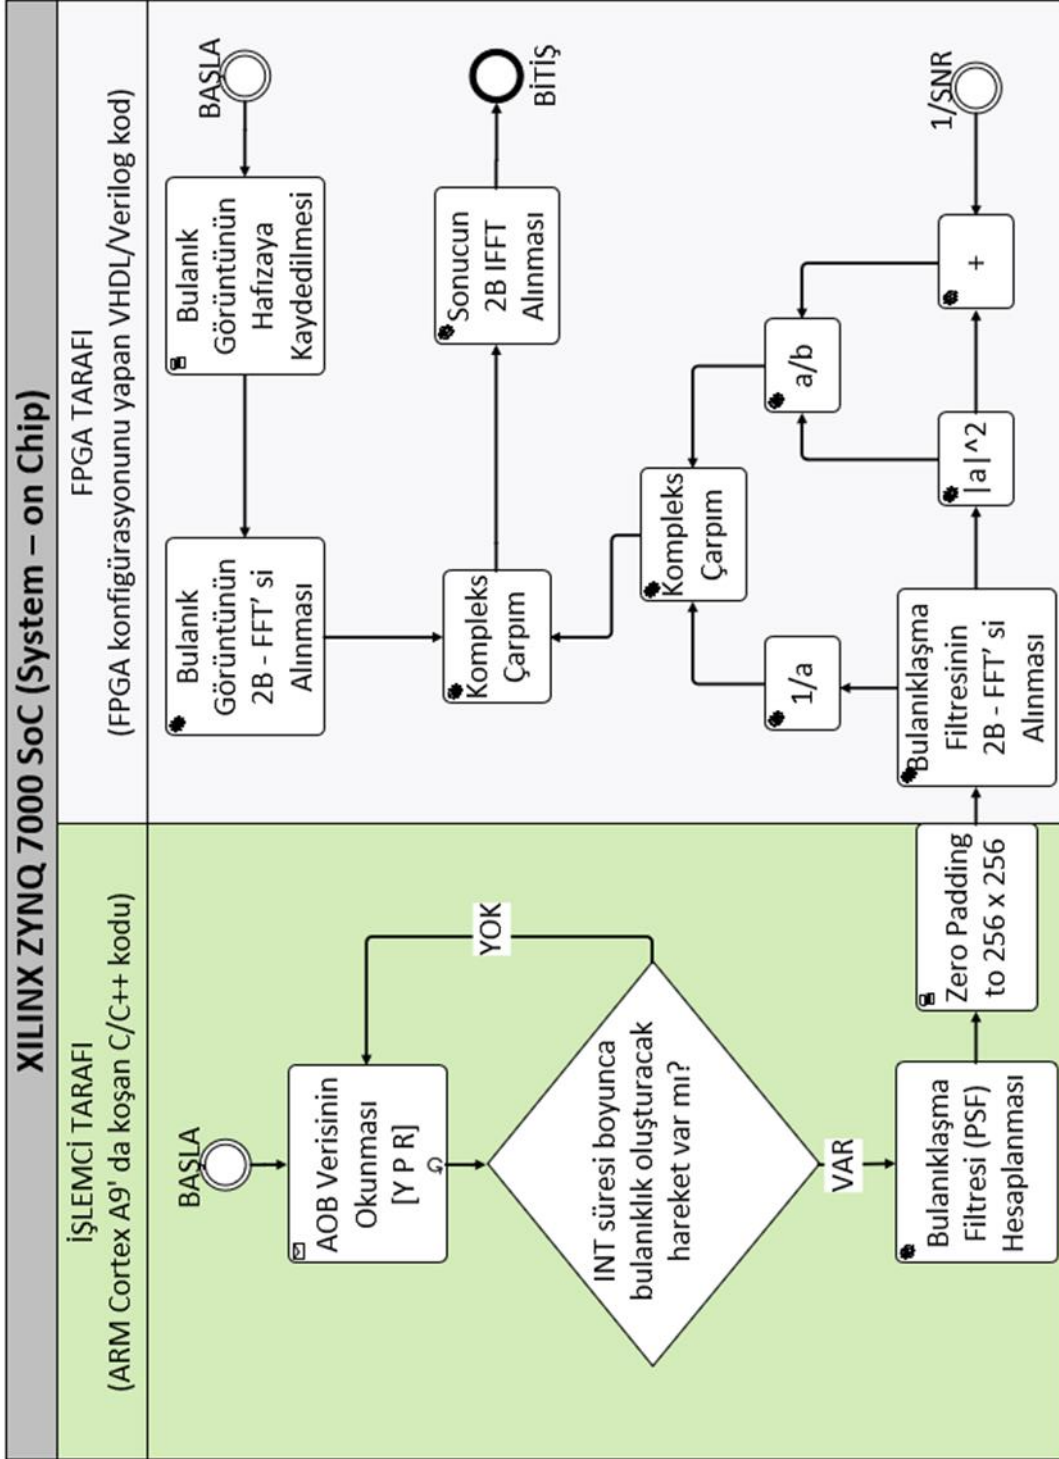 XILINX ZYNQ 7000 SoC (System – on Chip)
İŞLEMCİ TARAFI
(ARM Cortex A9' da koşan C/C++ kodu)
FPGA TARAFI
(FPGA konfigürasyonunu yapan VHDL/Verilog kod)
BAŞLA
AOB Verisinin
Okunması
[Y P R]
INT süresi boyunca
bulanıklık oluşturacak
hareket var mı?
YOK
VAR
Bulanıklaşma
Filtresi (PSF)
Hesaplanması
Zero Padding
to 256 x 256
BAŞLA
Bulanık
Görüntünün
Hafızaya
Kaydedilmesi
Bulanık
Görüntünün
2B - FFT' si
Alınması
Kompleks
Çarpım
Sonucun
2B IFFT
Alınması
BİTİŞ
Kompleks
Çarpım
1/a
a/b
Bulanıklaşma
Filtresinin
2B - FFT' si
Alınması
|a|^2
+
1/SNR